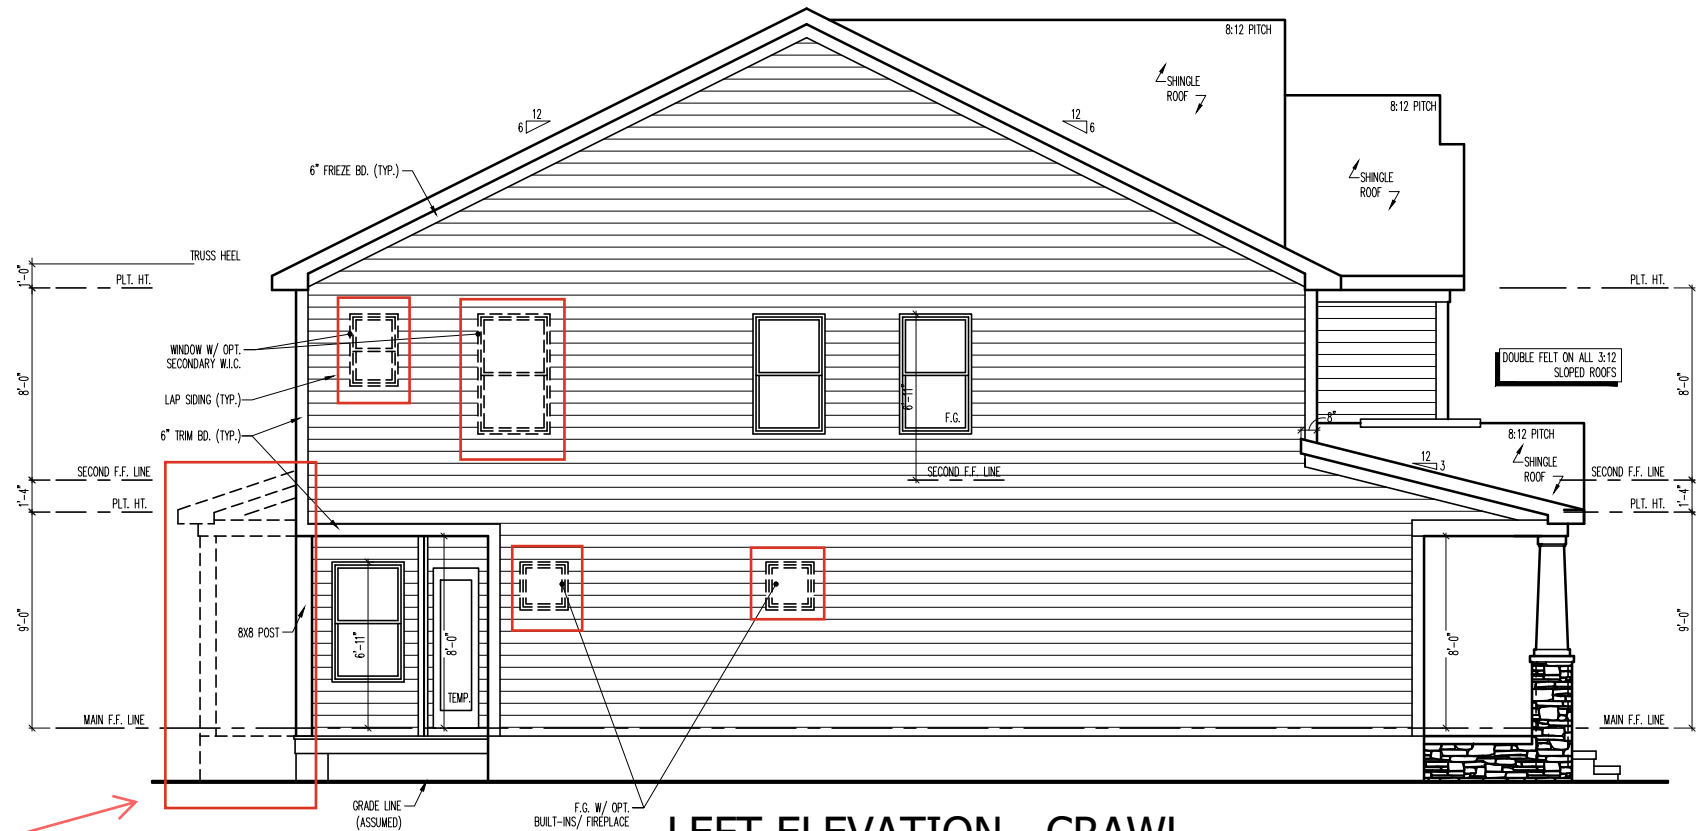 8:12 PITCH
SHINGLE
ROOF
8:12 PITCH
12
6
12
6
SHINGLE
ROOF
6" FRIEZE BD. (TYP.)
TRUSS HEEL
1'-0"
PLT. HT.
PLT. HT.
WINDOW W/ OPT.
SECONDARY W.I.C.
DOUBLE FELT ON ALL 3:12
SLOPED ROOFS
8'-0"
8'-0"
LAP SIDING (TYP.)
6'-11"
F.G.
8"
6" TRIM BD. (TYP.)
8:12 PITCH
12
3
SHINGLE
ROOF
SECOND F.F. LINE
SECOND F.F. LINE
SECOND F.F. LINE
1'-4"
1'-4"
PLT. HT.
PLT. HT.
9'-0"
9'-0"
8X8 POST
6'-11"
8'-0"
8'-0"
TEMP.
MAIN F.F. LINE
MAIN F.F. LINE
GRADE LINE
(ASSUMED)
F.G. W/ OPT.
BUILT-INS/ FIREPLACE
LEFT ELEVATION - CRAWL